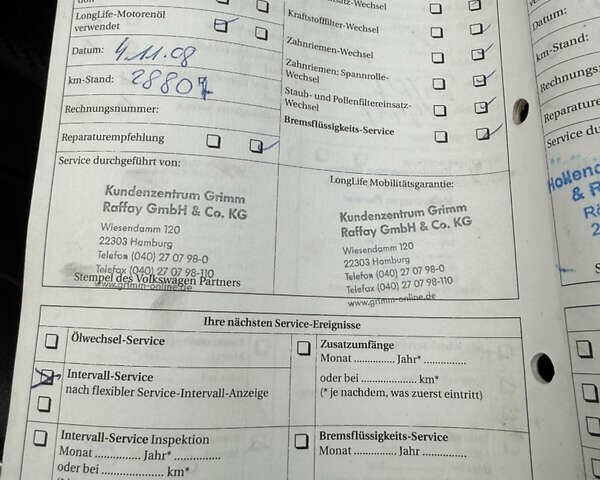 LongLife-Motorenöl
verwendet
Datum: 4.11.08
km-Stand: 28807
Rechnungsnummer:
Reparaturempfehlung
Service durchgeführt von:
Kundenzentrum Grimm
Raffay GmbH & Co. KG
Wiesendamm 120
22303 Hamburg
Telefon (040) 27 07 98-0
Telefax (040) 27 07 98-110
www.grimm-online.de
Stempel des Volkswagen Partners
Kraftstofffilter-Wechsel
Zahnriemen-Wechsel
Zahnriemen: Spannrolle-
Wechsel
Staub- und Pollenfiltereinsatz-
Wechsel
Bremsflüssigkeits-Service
LongLife Mobilitätsgarantie:
Kundenzentrum Grimm
Raffay GmbH & Co. KG
Wiesendamm 120
22303 Hamburg
Telefon (040) 27 07 98-0
Telefax (040) 27 07 98-110
www.grimm-online.de
Ihre nächsten Service-Ereignisse
Ölwechsel-Service
Intervall-Service
nach flexibler Service-Intervall-Anzeige
Intervall-Service Inspektion
Monat .............. Jahr*..............
oder bei ..................... km*
Zusatzumfänge
Monat .............. Jahr*..............
oder bei .................... km*
(* je nachdem, was zuerst eintritt)
Bremsflüssigkeits-Service
Monat .............. Jahr ..............
Datum:
km-Stand:
Rechnungs
Reparature
Service du